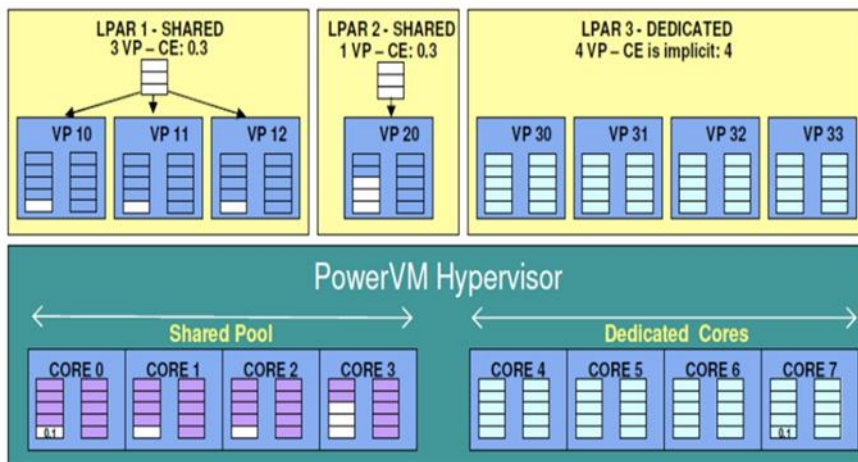 LPAR 1 - SHARED
3 VP – CE: 0.3
LPAR 2 - SHARED
1 VP – CE: 0.3
LPAR 3 - DEDICATED
4 VP – CE is implicit: 4
VP 10
VP 11
VP 12
VP 20
VP 30
VP 31
VP 32
VP 33
PowerVM Hypervisor
Shared Pool
Dedicated Cores
CORE 0
CORE 1
CORE 2
CORE 3
CORE 4
CORE 5
CORE 6
CORE 7
0.1
0.1